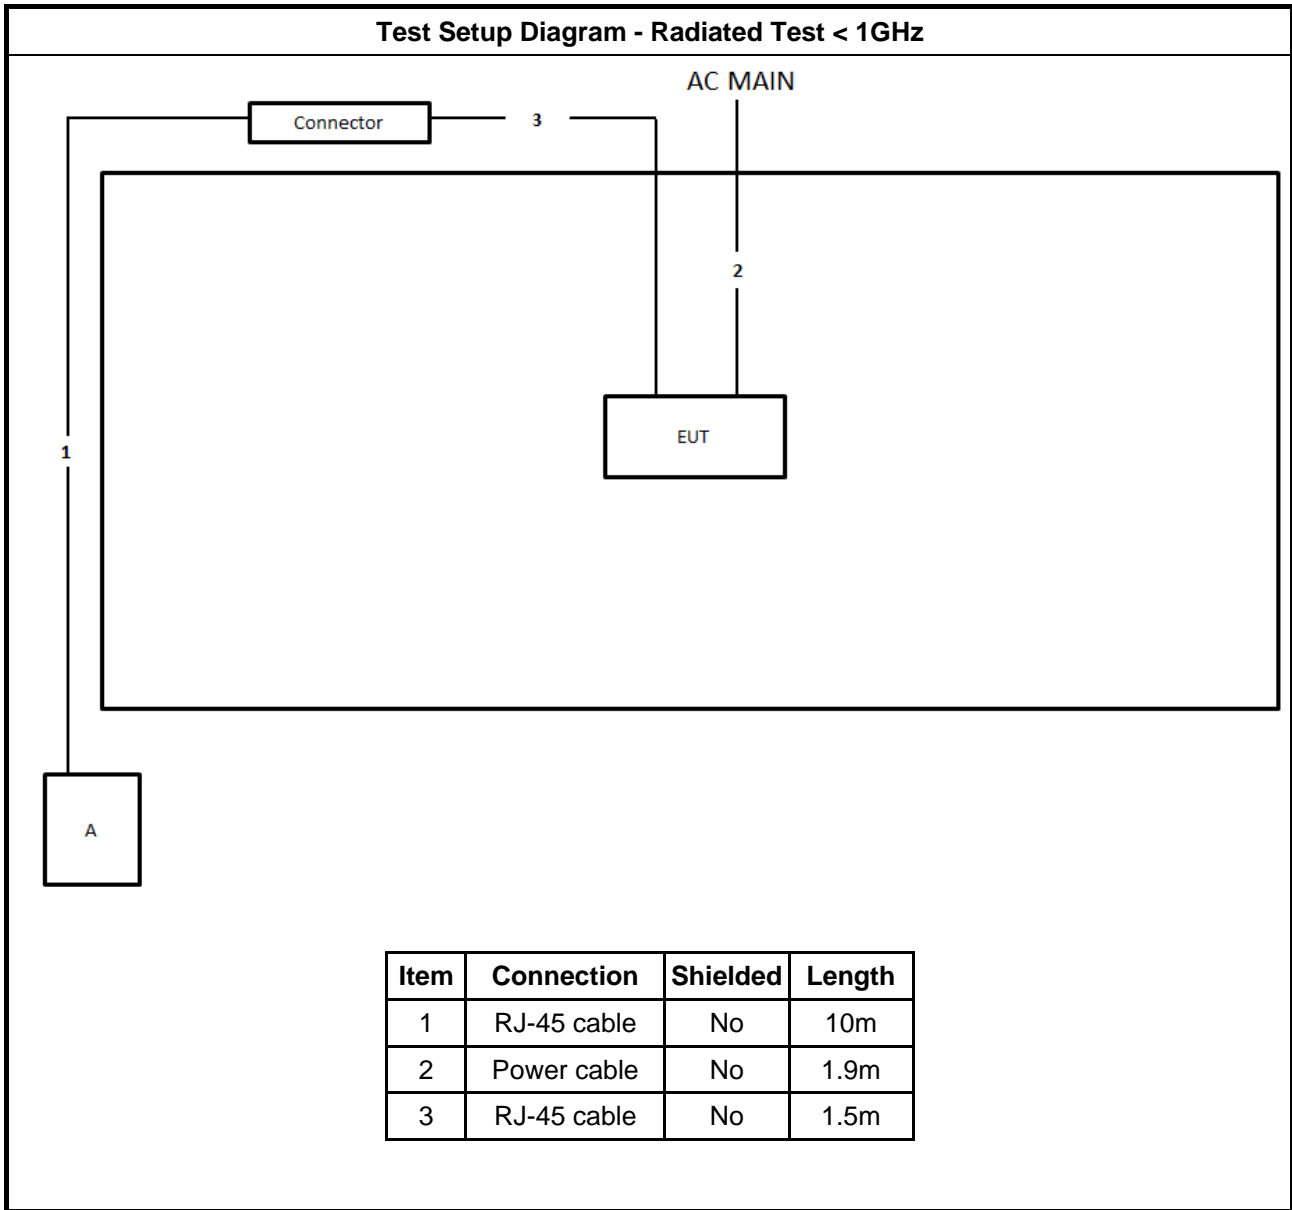 Test Setup Diagram - Radiated Test < 1GHz
AC MAIN
Connector
3
2
EUT
1
A
Item Connection Shielded Length
1 RJ-45 cable No 10m
2 Power cable No 1.9m
3 RJ-45 cable No 1.5m